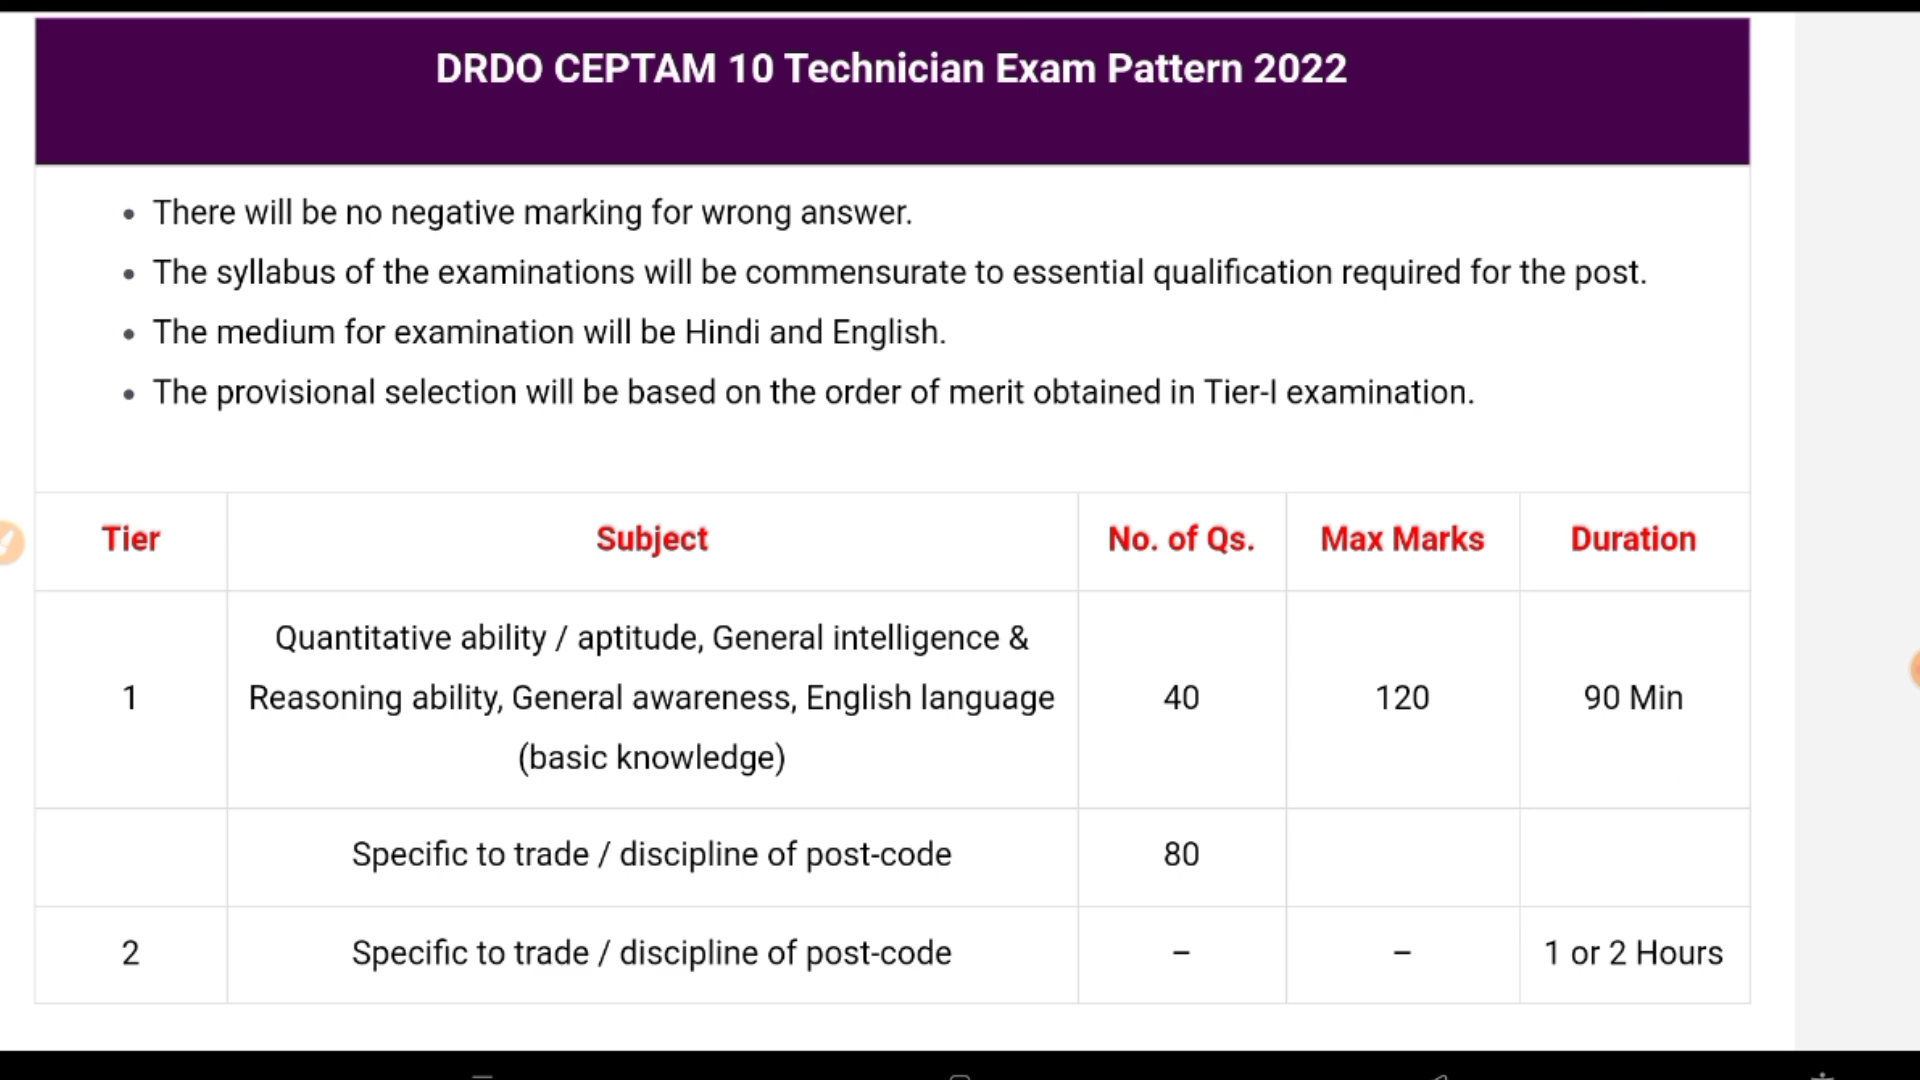 DRDO CEPTAM 10 Technician Exam Pattern 2022
• There will be no negative marking for wrong answer.
• The syllabus of the examinations will be commensurate to essential qualification required for the post.
• The medium for examination will be Hindi and English.
• The provisional selection will be based on the order of merit obtained in Tier-I examination.
Tier Subject No. of Qs. Max Marks Duration
Quantitative ability / aptitude, General intelligence &
1 Reasoning ability, General awareness, English language 40 120 90 Min
(basic knowledge)
Specific to trade / discipline of post-code 80
2 Specific to trade / discipline of post-code – – 1 or 2 Hours